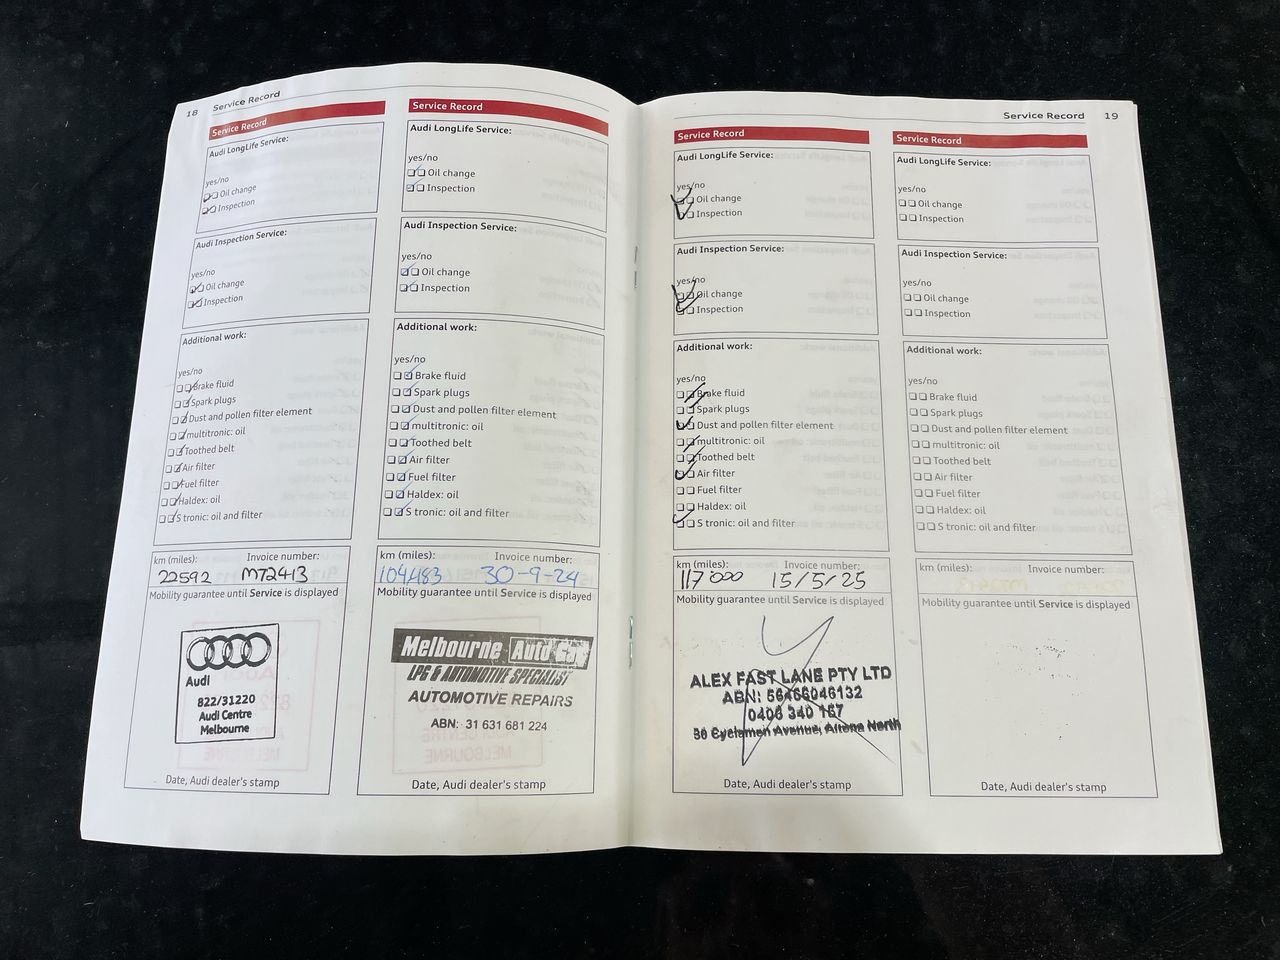 18 Service Record
Service Record
Audi LongLife Service:
yes/no
Oil change
Inspection
Audi Inspection Service:
yes/no
Oil change
Inspection
Additional work:
yes/no
Brake fluid
Spark plugs
Dust and pollen filter element
multitronic: oil
Toothed belt
Air filter
Fuel filter
Haldex: oil
S tronic: oil and filter
km (miles): Invoice number:
22592 M72413
Mobility guarantee until Service is displayed
Audi
822/31220
Audi Centre
Melbourne
Date, Audi dealer's stamp
Service Record
Audi LongLife Service:
yes/no
Oil change
Inspection
Audi Inspection Service:
yes/no
Oil change
Inspection
Additional work:
yes/no
Brake fluid
Spark plugs
Dust and pollen filter element
multitronic: oil
Toothed belt
Air filter
Fuel filter
Haldex: oil
S tronic: oil and filter
km (miles): Invoice number:
104483 30-9-24
Mobility guarantee until Service is displayed
Melbourne Auto Gas
LPG & AUTOMOTIVE SPECIALIST
AUTOMOTIVE REPAIRS
ABN: 31 631 681 224
Date, Audi dealer's stamp
Service Record 19
Service Record
Audi LongLife Service:
yes/no
Oil change
Inspection
Audi Inspection Service:
yes/no
Oil change
Inspection
Additional work:
yes/no
Brake fluid
Spark plugs
Dust and pollen filter element
multitronic: oil
Toothed belt
Air filter
Fuel filter
Haldex: oil
S tronic: oil and filter
km (miles): Invoice number:
117000 15/5/25
Mobility guarantee until Service is displayed
ALEX FAST LANE PTY LTD
ABN: 56466046132
0406 340 167
30 Cyclamen Avenue, Altona North
Date, Audi dealer's stamp
Service Record
Audi LongLife Service:
yes/no
Oil change
Inspection
Audi Inspection Service:
yes/no
Oil change
Inspection
Additional work:
yes/no
Brake fluid
Spark plugs
Dust and pollen filter element
multitronic: oil
Toothed belt
Air filter
Fuel filter
Haldex: oil
S tronic: oil and filter
km (miles): Invoice number:
Mobility guarantee until Service is displayed
Date, Audi dealer's stamp